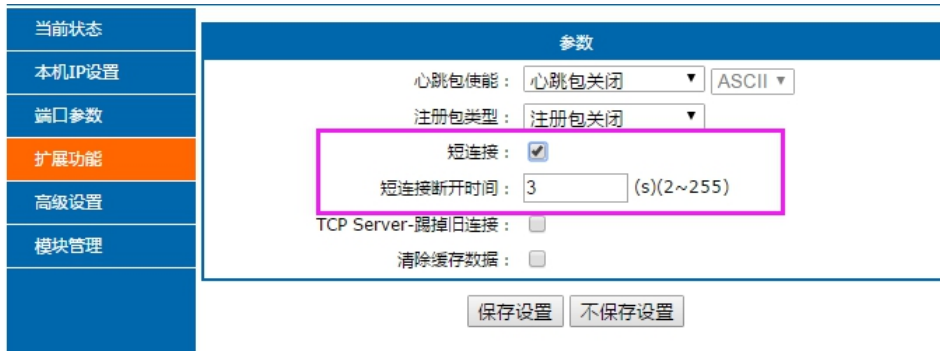 当前状态
本机IP设置
端口参数
扩展功能
高级设置
模块管理
参数
心跳包使能： 心跳包关闭 ASCII
注册包类型： 注册包关闭
短连接：
短连接断开时间： 3 (s)(2~255)
TCP Server-踢掉旧连接：
清除缓存数据：
保存设置 不保存设置